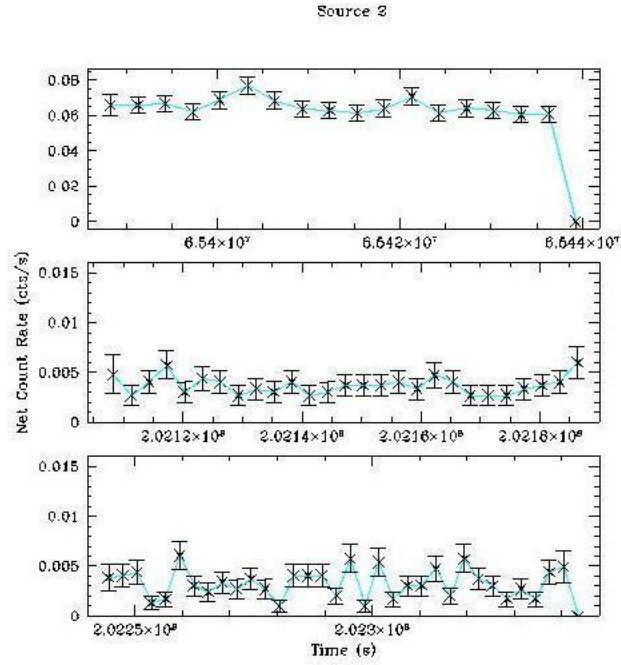 Source 2
0.08
0.06
0.04
0.02
0
6.54×10⁷ 6.542×10⁷ 6.544×10⁷
Net Count Rate (cts/s)
0.015
0.01
0.005
0
2.0212×10⁸ 2.0214×10⁸ 2.0216×10⁸ 2.0218×10⁸
0.015
0.01
0.005
0
2.0225×10⁸ 2.023×10⁸
Time (s)